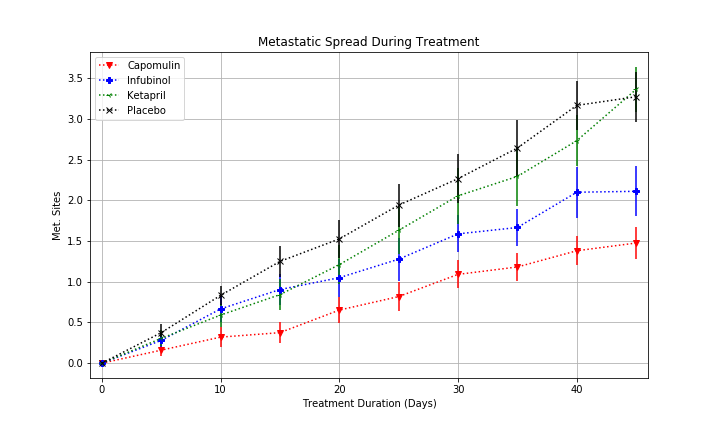 Metastatic Spread During Treatment
Capomulin
Infubinol
Ketapril
Placebo
3.5
3.0
2.5
2.0
1.5
1.0
0.5
0.0
Met. Sites
0
10
20
30
40
Treatment Duration (Days)